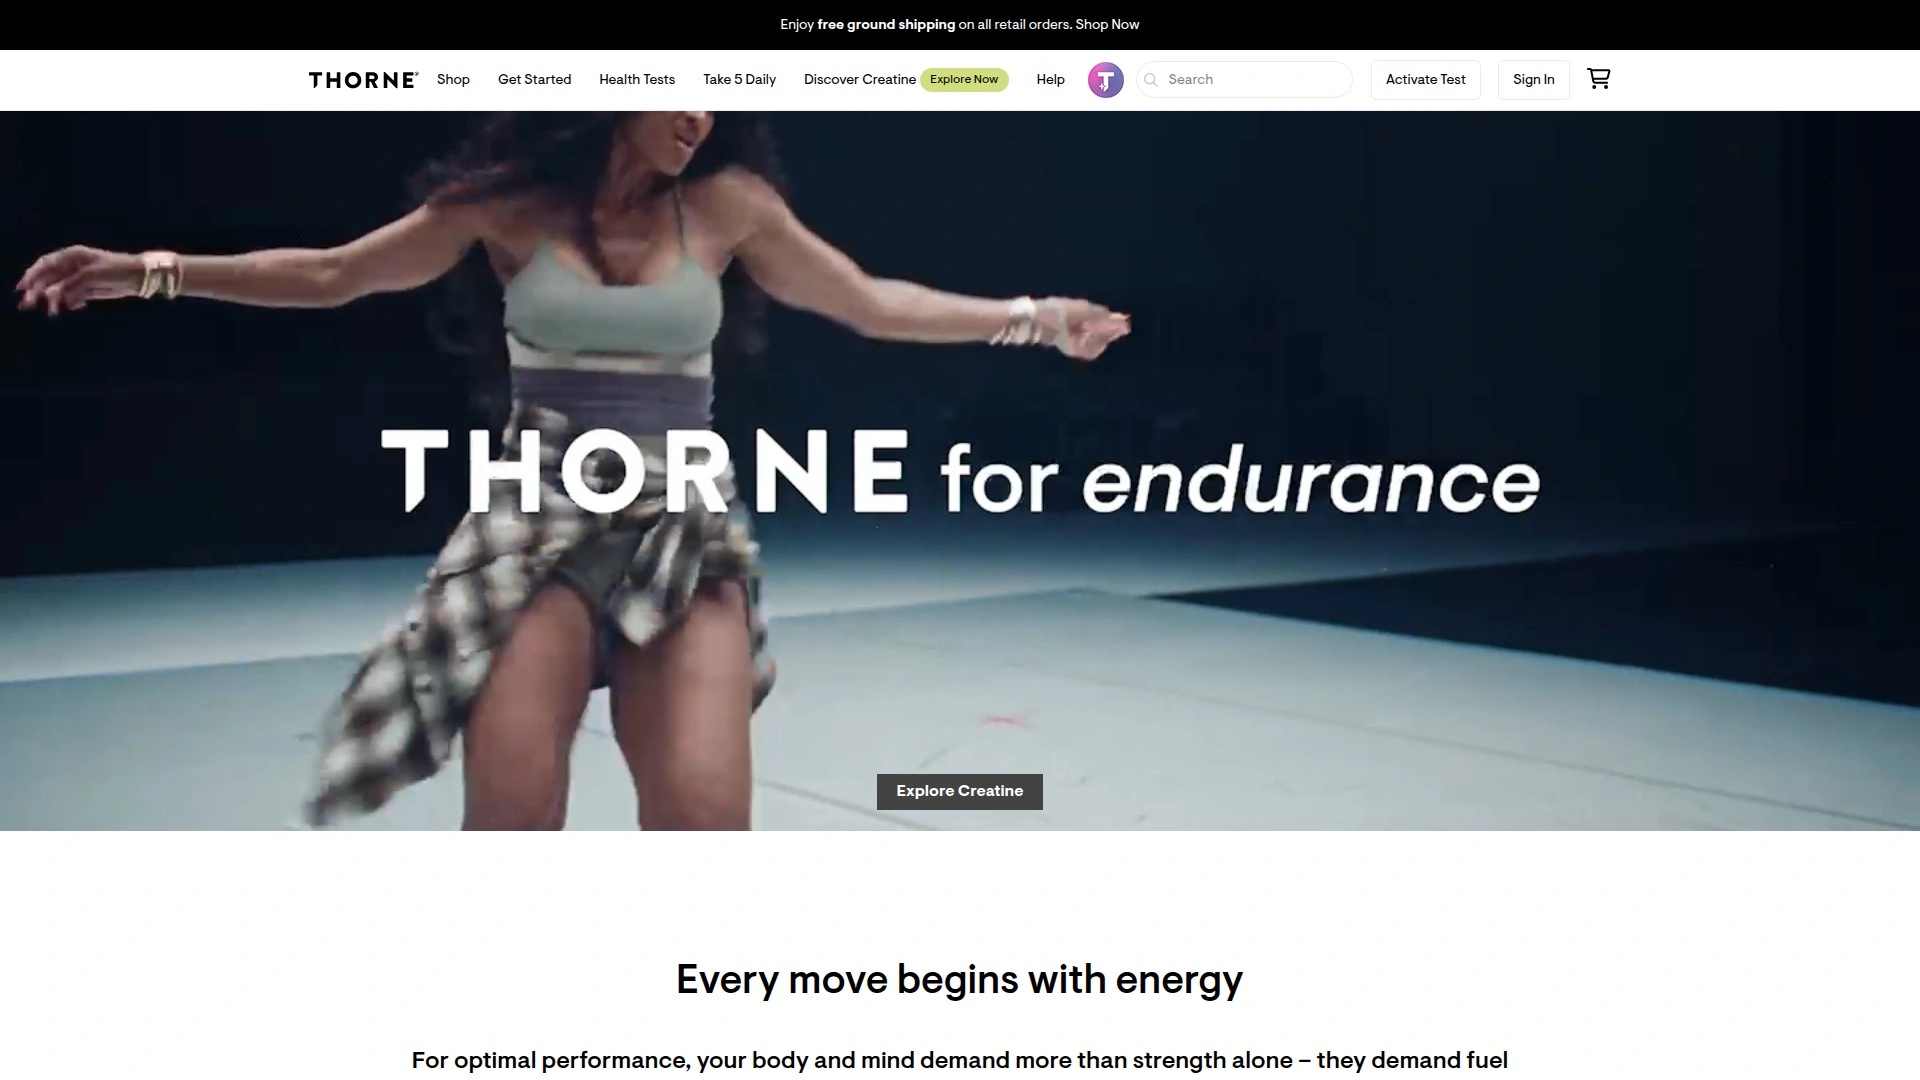 Enjoy free ground shipping on all retail orders. Shop Now
THORNE® Shop Get Started Health Tests Take 5 Daily Discover Creatine Explore Now Help T Search Activate Test Sign In
THORNE for endurance
Explore Creatine
Every move begins with energy
For optimal performance, your body and mind demand more than strength alone – they demand fuel